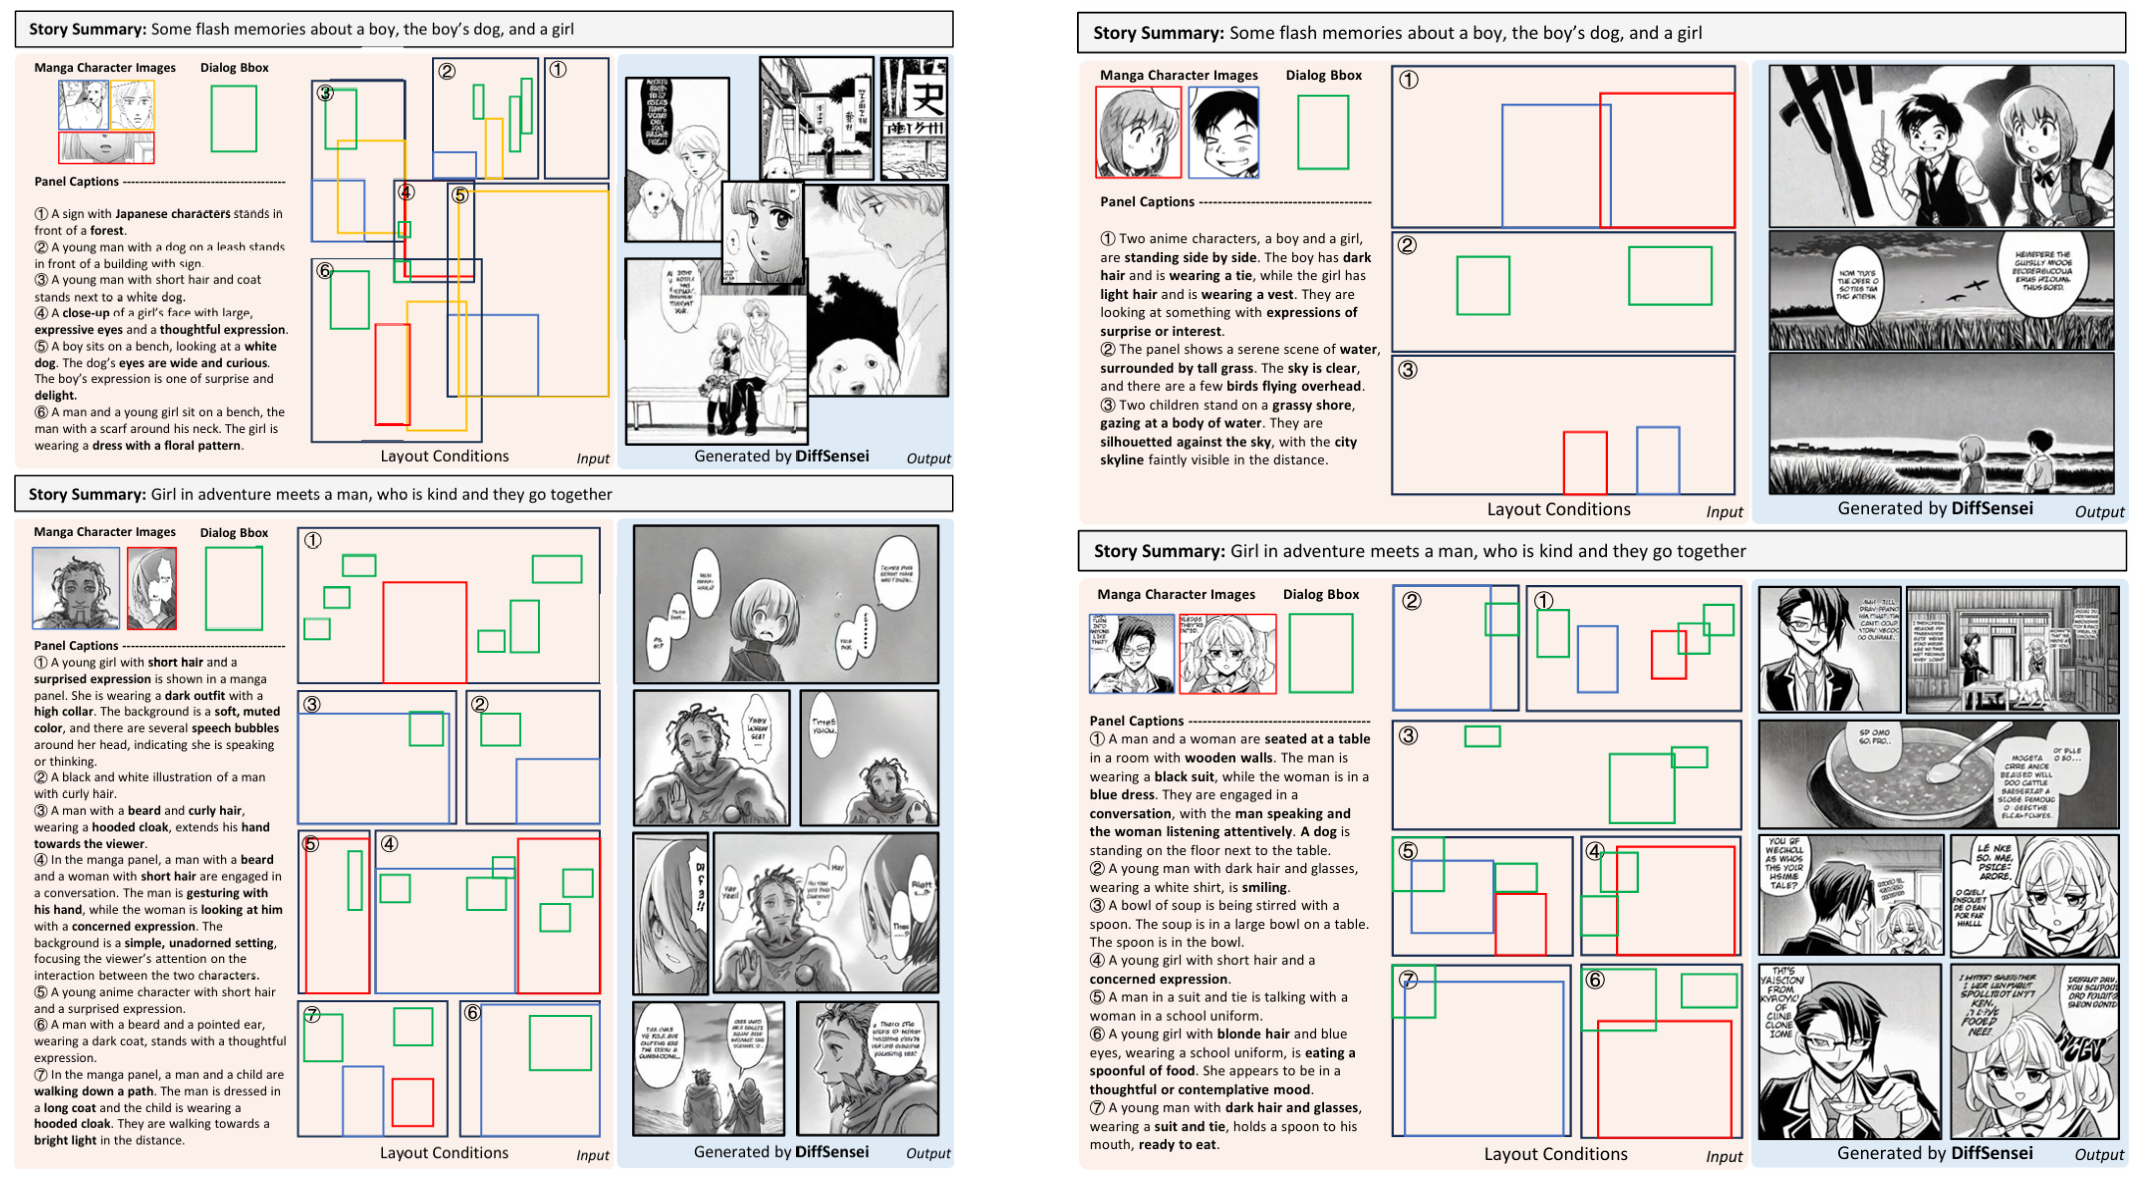 Story Summary: Some flash memories about a boy, the boy's dog, and a girl
Manga Character Images
Dialog Bbox
Panel Captions ----------------------------------------
① A sign with Japanese characters stands in
front of a forest.
② A young man with a dog on a leash stands
in front of a building with sign.
③ A young man with short hair and coat
stands next to a white dog.
④ A close-up of a girl's face with large,
expressive eyes and a thoughtful expression.
⑤ A boy sits on a bench, looking at a white
dog. The dog's eyes are wide and curious.
The boy's expression is one of surprise and
delight.
⑥ A man and a young girl sit on a bench, the
man with a scarf around his neck. The girl is
wearing a dress with a floral pattern.
③
②
①
④
⑤
⑥
Layout Conditions
Input
史
Generated by DiffSensei
Output
Story Summary: Girl in adventure meets a man, who is kind and they go together
Manga Character Images
Dialog Bbox
Panel Captions ----------------------------------------
① A young girl with short hair and a
surprised expression is shown in a manga
panel. She is wearing a dark outfit with a
high collar. The background is a soft, muted
color, and there are several speech bubbles
around her head, indicating she is speaking
or thinking.
② A black and white illustration of a man
with curly hair.
③ A man with a beard and curly hair,
wearing a hooded cloak, extends his hand
towards the viewer.
④ In the manga panel, a man with a beard
and a woman with short hair are engaged in
a conversation. The man is gesturing with
his hand, while the woman is looking at him
with a concerned expression. The
background is a simple, unadorned setting,
focusing the viewer's attention on the
interaction between the two characters.
⑤ A young anime character with short hair
and a surprised expression.
⑥ A man with a beard and a pointed ear,
wearing a dark coat, stands with a thoughtful
expression.
⑦ In the manga panel, a man and a child are
walking down a path. The man is dressed in
a long coat and the child is wearing a
hooded cloak. They are walking towards a
bright light in the distance.
①
③
②
⑤
④
⑦
⑥
Layout Conditions
Input
Generated by DiffSensei
Output
Story Summary: Some flash memories about a boy, the boy's dog, and a girl
Manga Character Images
Dialog Bbox
Panel Captions ------------------------------------
① Two anime characters, a boy and a girl,
are standing side by side. The boy has dark
hair and is wearing a tie, while the girl has
light hair and is wearing a vest. They are
looking at something with expressions of
surprise or interest.
② The panel shows a serene scene of water,
surrounded by tall grass. The sky is clear,
and there are a few birds flying overhead.
③ Two children stand on a grassy shore,
gazing at a body of water. They are
silhouetted against the sky, with the city
skyline faintly visible in the distance.
①
②
③
Layout Conditions
Input
Generated by DiffSensei
Output
Story Summary: Girl in adventure meets a man, who is kind and they go together
Manga Character Images
Dialog Bbox
TURN
INTO
ANYONE
LIKE
THAT?
Panel Captions --------------------------------------
① A man and a woman are seated at a table
in a room with wooden walls. The man is
wearing a black suit, while the woman is in a
blue dress. They are engaged in a
conversation, with the man speaking and
the woman listening attentively. A dog is
standing on the floor next to the table.
② A young man with dark hair and glasses,
wearing a white shirt, is smiling.
③ A bowl of soup is being stirred with a
spoon. The soup is in a large bowl on a table.
The spoon is in the bowl.
④ A young girl with short hair and a
concerned expression.
⑤ A man in a suit and tie is talking with a
woman in a school uniform.
⑥ A young girl with blonde hair and blue
eyes, wearing a school uniform, is eating a
spoonful of food. She appears to be in a
thoughtful or contemplative mood.
⑦ A young man with dark hair and glasses,
wearing a suit and tie, holds a spoon to his
mouth, ready to eat.
②
①
③
⑤
④
⑦
⑥
Layout Conditions
Input
Generated by DiffSensei
Output